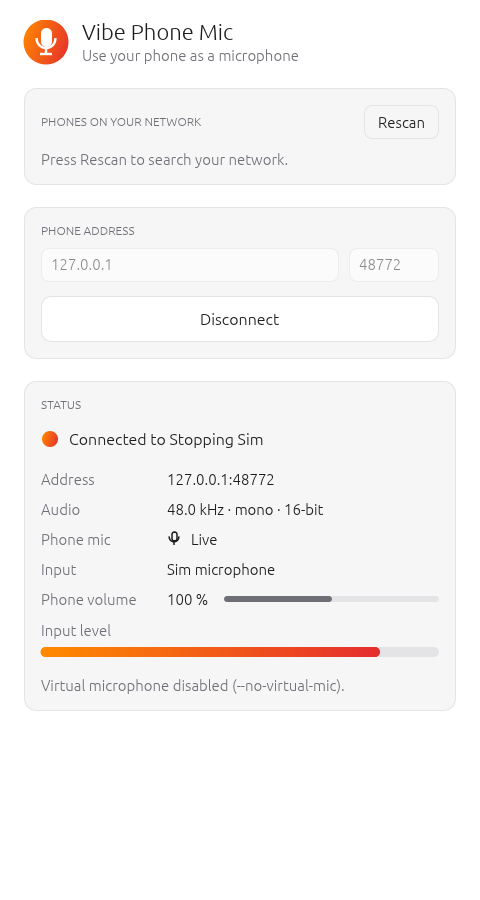 Vibe Phone Mic
Use your phone as a microphone
PHONES ON YOUR NETWORK
Rescan
Press Rescan to search your network.
PHONE ADDRESS
127.0.0.1 48772
Disconnect
STATUS
Connected to Stopping Sim
Address 127.0.0.1:48772
Audio 48.0 kHz · mono · 16-bit
Phone mic Live
Input Sim microphone
Phone volume 100 %
Input level
Virtual microphone disabled (--no-virtual-mic).